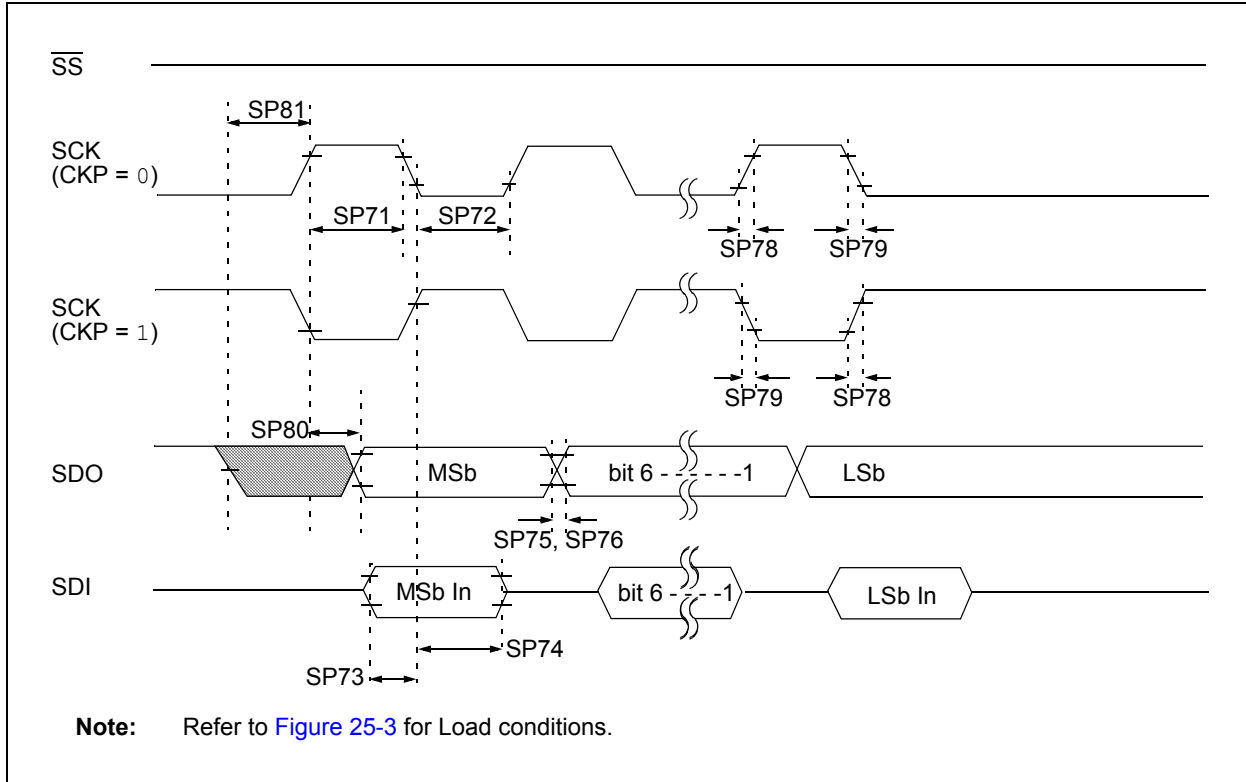 SS
SP81
SCK
(CKP = 0)
SP71
SP72
SP78
SP79
SCK
(CKP = 1)
SP79
SP78
SP80
SDO
MSb
bit 6 - - - - - -1
LSb
SP75, SP76
SDI
MSb In
bit 6 - - - - -1
LSb In
SP74
SP73
Note: Refer to Figure 25-3 for Load conditions.